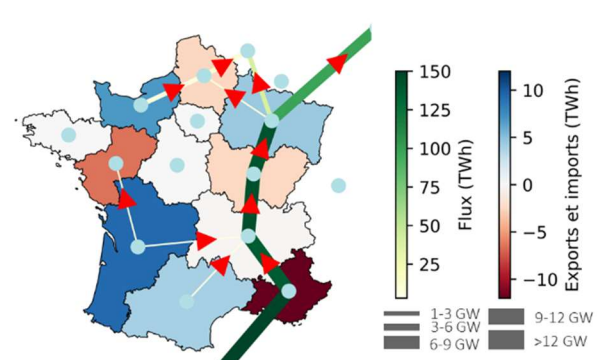 150
125
100
75
50
25
Flux (TWh)
10
5
0
−5
−10
Exports et imports (TWh)
1-3 GW
3-6 GW
6-9 GW
9-12 GW
>12 GW